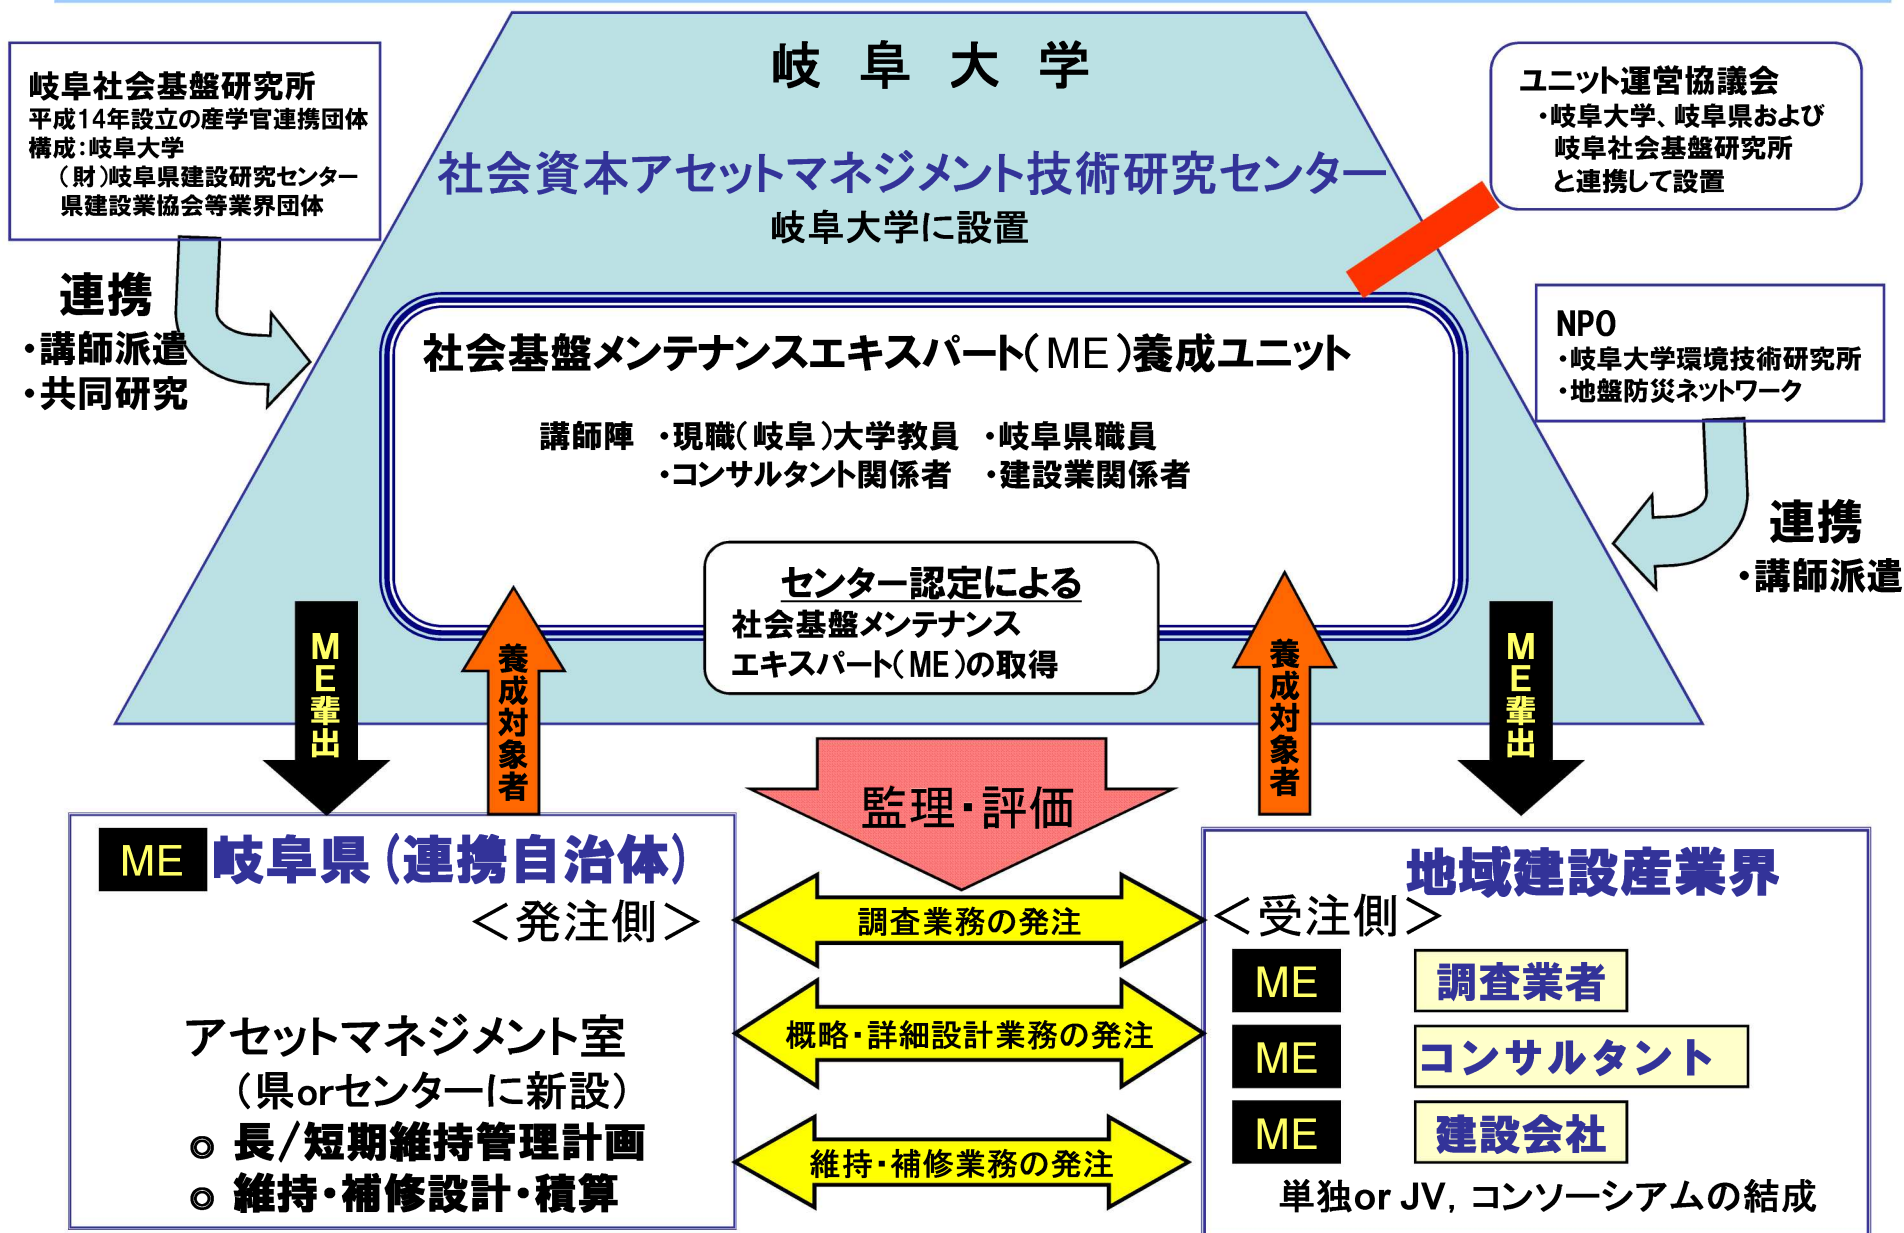 岐阜大学
社会資本アセットマネジメント技術研究センター
岐阜大学に設置
岐阜社会基盤研究所
平成14年設立の産学官連携団体
構成:岐阜大学
(財)岐阜県建設研究センター
県建設業協会等業界団体
連携
・講師派遣
・共同研究
ユニット運営協議会
・岐阜大学、岐阜県および
岐阜社会基盤研究所
と連携して設置
NPO
・岐阜大学環境技術研究所
・地盤防災ネットワーク
連携
・講師派遣
社会基盤メンテナンスエキスパート(ME)養成ユニット
講師陣 ・現職(岐阜)大学教員 ・岐阜県職員
・コンサルタント関係者 ・建設業関係者
センター認定による
社会基盤メンテナンス
エキスパート(ME)の取得
ME輩出
養成対象者
養成対象者
ME輩出
監理・評価
ME 岐阜県(連携自治体)
<発注側>
アセットマネジメント室
(県orセンターに新設)
◎ 長/短期維持管理計画
◎ 維持・補修設計・積算
調査業務の発注
概略・詳細設計業務の発注
維持・補修業務の発注
地域建設産業界
<受注側>
ME 調査業者
ME コンサルタント
ME 建設会社
単独or JV, コンソーシアムの結成